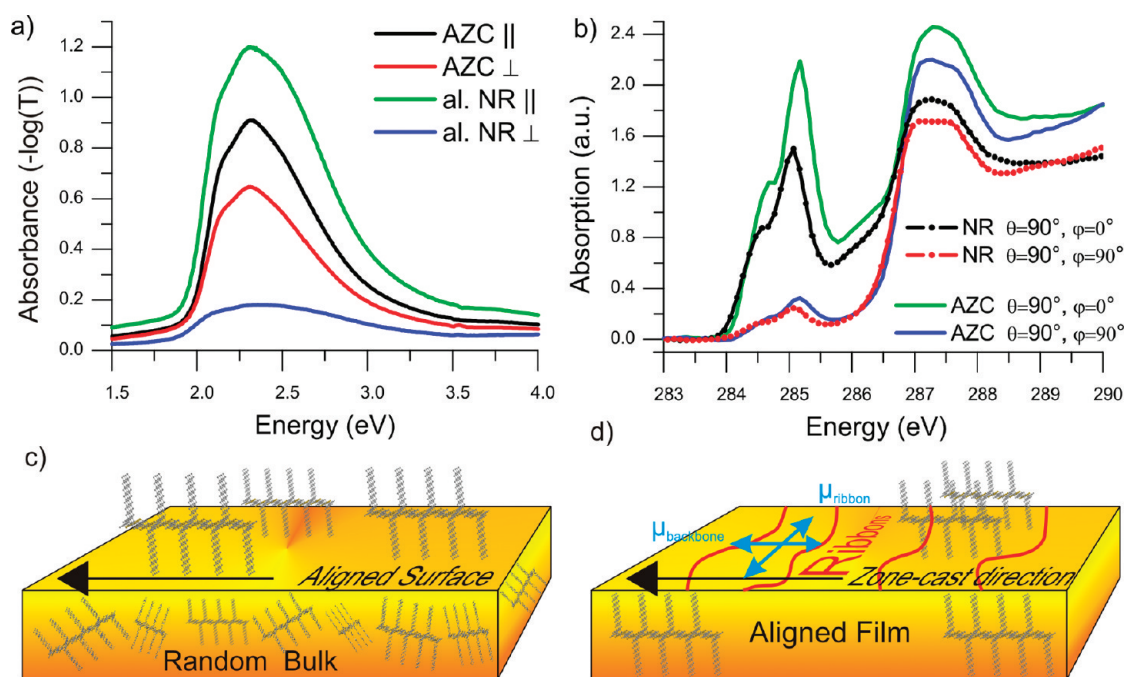 a)
Absorbance (-log(T))
1.2
1.0
0.8
0.6
0.4
0.2
0.0
1.5 2.0 2.5 3.0 3.5 4.0
Energy (eV)
AZC ||
AZC ⊥
al. NR ||
al. NR ⊥
b)
Absorption (a.u.)
2.4
2.0
1.6
1.2
0.8
0.4
0.0
283 284 285 286 287 288 289 290
Energy (eV)
NR θ=90°, φ=0°
NR θ=90°, φ=90°
AZC θ=90°, φ=0°
AZC θ=90°, φ=90°
c)
Aligned Surface
Random Bulk
d)
μribbon
μbackbone
Ribbons
Zone-cast direction
Aligned Film